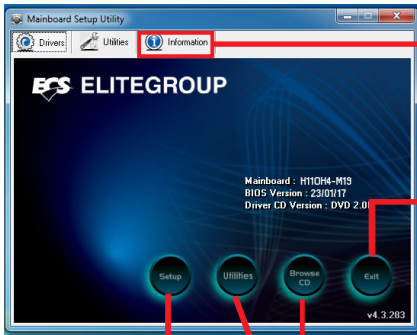 Mainboard Setup Utility
Drivers Utilities Information
ECS ELITEGROUP
Mainboard : H110H4-M19
BIOS Version : 23/01/17
Driver CD Version : DVD 2.0
Setup
Utilities
Browse
CD
Exit
v4.3.283